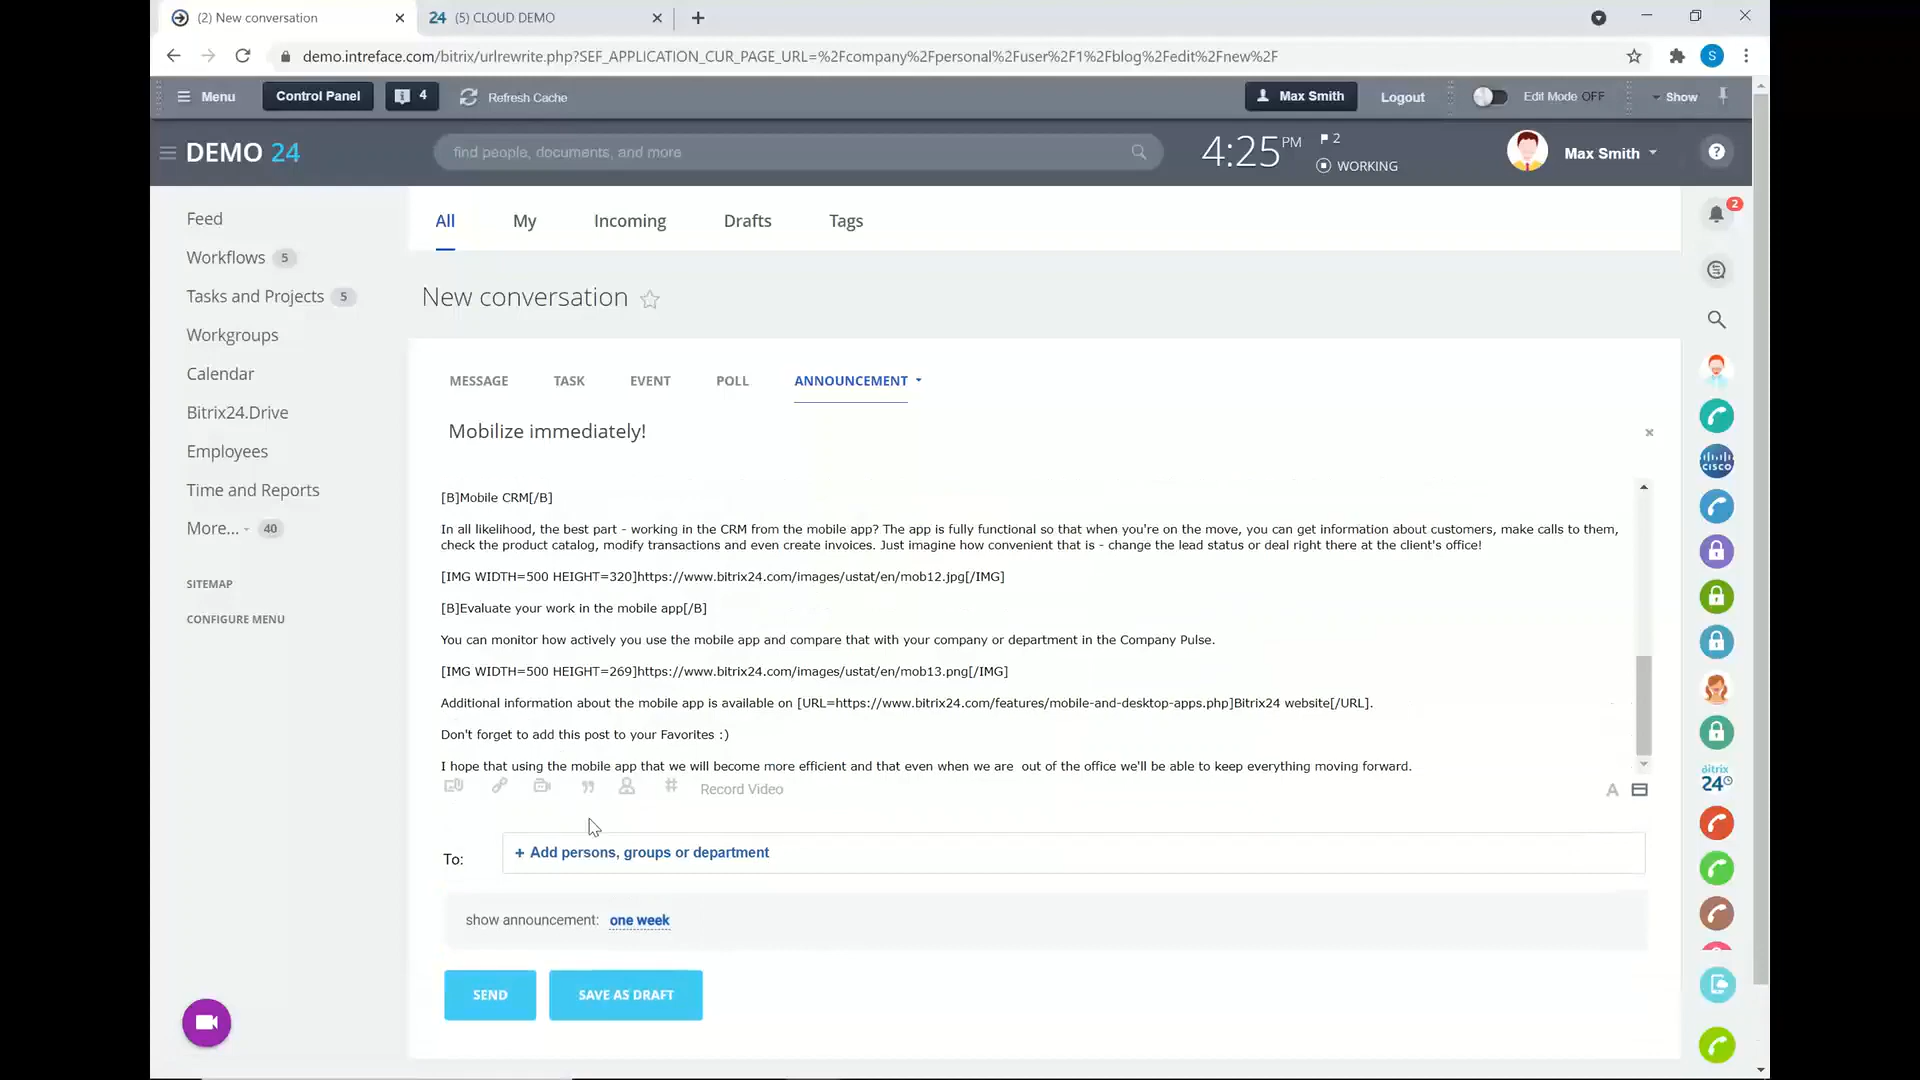 (2) New conversation
24 (5) CLOUD DEMO
demo.intreface.com/bitrix/urlrewrite.php?SEF_APPLICATION_CUR_PAGE_URL=%2Fcompany%2Fpersonal%2Fuser%2F1%2Fblog%2Fedit%2Fnew%2F
S
Menu
Control Panel
4
Refresh Cache
Max Smith
Logout
Edit Mode OFF
Show
DEMO 24
find people, documents, and more
4:25 PM
2
WORKING
Max Smith
?
Feed
Workflows 5
Tasks and Projects 5
Workgroups
Calendar
Bitrix24.Drive
Employees
Time and Reports
More... 40
SITEMAP
CONFIGURE MENU
All
My
Incoming
Drafts
Tags
New conversation
MESSAGE
TASK
EVENT
POLL
ANNOUNCEMENT
Mobilize immediately!
[B]Mobile CRM[/B]
In all likelihood, the best part - working in the CRM from the mobile app? The app is fully functional so that when you're on the move, you can get information about customers, make calls to them,
check the product catalog, modify transactions and even create invoices. Just imagine how convenient that is - change the lead status or deal right there at the client's office!
[IMG WIDTH=500 HEIGHT=320]https://www.bitrix24.com/images/ustat/en/mob12.jpg[/IMG]
[B]Evaluate your work in the mobile app[/B]
You can monitor how actively you use the mobile app and compare that with your company or department in the Company Pulse.
[IMG WIDTH=500 HEIGHT=269]https://www.bitrix24.com/images/ustat/en/mob13.png[/IMG]
Additional information about the mobile app is available on [URL=https://www.bitrix24.com/features/mobile-and-desktop-apps.php]Bitrix24 website[/URL].
Don't forget to add this post to your Favorites :)
I hope that using the mobile app that we will become more efficient and that even when we are  out of the office we'll be able to keep everything moving forward.
Record Video
A
To:
+ Add persons, groups or department
show announcement: one week
SEND
SAVE AS DRAFT
2
CISCO
bitrix
24